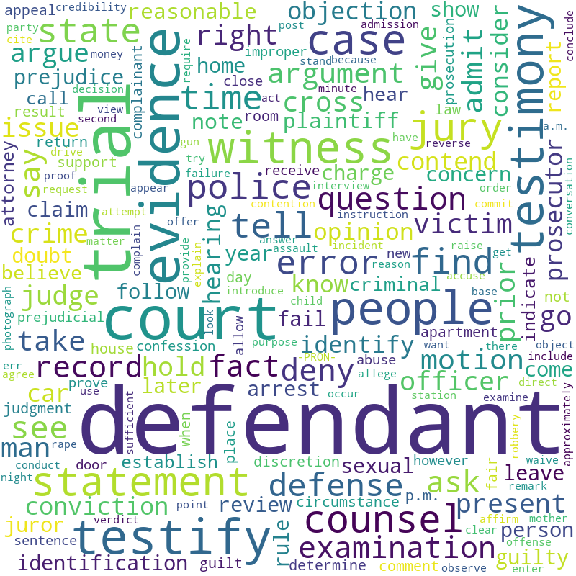 appeal
credibility
post
admission
party
cite
money
reasonable
objection
show
prosecution
conclude
state
improper
stand
because
argue
decision
view
second
complainant
require
right
case
give
admit
consider
report
prejudice
act
minute
home
argument
close
call
room
time
cross
hear
law
a.m.
result
trial
evidence
note
plaintiff
reverse
have
jury
testimony
issue
return
drive
support
gun
try
witness
receive
charge
interview
contend
concern
order
conversation
attorney
say
proof
appear
failure
police
question
contention
commit
request
attempt
offer
instruction
prosecutor
claim
tell
opinion
victim
crime
matter
complain
provide
explain
hearing
answer
assault
incident
raise
accuse
get
doubt
year
error
find
reason
new
believe
follow
day
know
criminal
prior
indicate
go
not
judge
look
introduce
child
base
photograph
prejudicial
court
allow
fail
people
apartment
object
house
confession
purpose
identify
want
there
motion
include
err
agree
take
record
prove
hold
fact
-PRON-
deny
abuse
allege
officer
come
car
use
later
arrest
occur
station
examine
direct
approximately
judgment
see
defendant
sufficient
man
rape
when
door
establish
place
discretion
sexual
however
robbery
fair
waive
leave
night
conduct
statement
defense
circumstance
p.m.
ask
remark
conviction
point
review
present
juror
verdict
testify
rule
counsel
affirm
mother
clear
offense
person
sentence
identification
guilt
determine
examination
comment
observe
guilty
enter